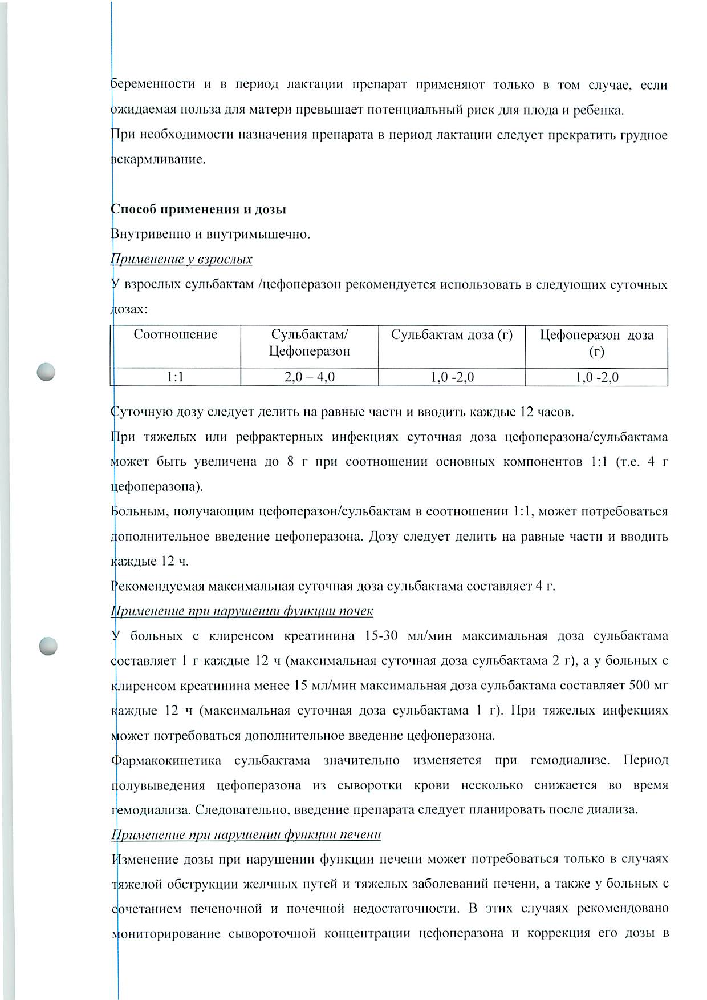 беременности и в период лактации препарат применяют только в том случае, если
ожидаемая польза для матери превышает потенциальный риск для плода и ребенка.
При необходимости назначения препарата в период лактации следует прекратить грудное
вскармливание.
Способ применения и дозы
Внутривенно и внутримышечно.
Применение у взрослых
У взрослых сульбактам /цефоперазон рекомендуется использовать в следующих суточных
дозах:
Соотношение Сульбактам/ Сульбактам доза (г) Цефоперазон доза
Цефоперазон (г)
1:1 2,0 – 4,0 1,0 -2,0 1,0 -2,0
Суточную дозу следует делить на равные части и вводить каждые 12 часов.
При тяжелых или рефрактерных инфекциях суточная доза цефоперазона/сульбактама
может быть увеличена до 8 г при соотношении основных компонентов 1:1 (т.е. 4 г
цефоперазона).
Больным, получающим цефоперазон/сульбактам в соотношении 1:1, может потребоваться
дополнительное введение цефоперазона. Дозу следует делить на равные части и вводить
каждые 12 ч.
Рекомендуемая максимальная суточная доза сульбактама составляет 4 г.
Применение при нарушении функции почек
У больных с клиренсом креатинина 15-30 мл/мин максимальная доза сульбактама
составляет 1 г каждые 12 ч (максимальная суточная доза сульбактама 2 г), а у больных с
клиренсом креатинина менее 15 мл/мин максимальная доза сульбактама составляет 500 мг
каждые 12 ч (максимальная суточная доза сульбактама 1 г). При тяжелых инфекциях
может потребоваться дополнительное введение цефоперазона.
Фармакокинетика сульбактама значительно изменяется при гемодиализе. Период
полувыведения цефоперазона из сыворотки крови несколько снижается во время
гемодиализа. Следовательно, введение препарата следует планировать после диализа.
Применение при нарушении функции печени
Изменение дозы при нарушении функции печени может потребоваться только в случаях
тяжелой обструкции желчных путей и тяжелых заболеваний печени, а также у больных с
сочетанием печеночной и почечной недостаточности. В этих случаях рекомендовано
мониторирование сывороточной концентрации цефоперазона и коррекция его дозы в